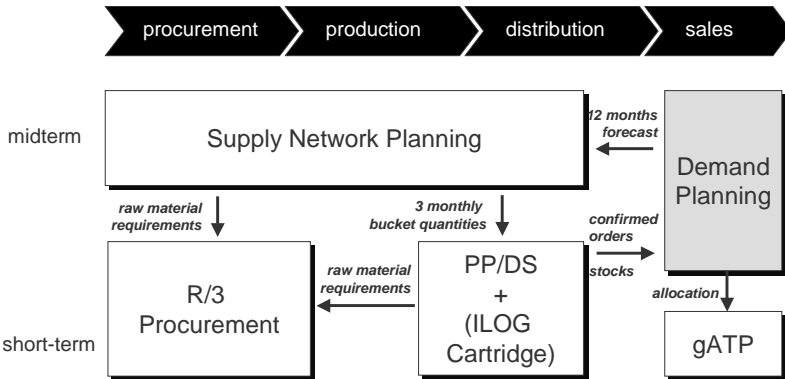 procurement
production
distribution
sales
midterm
Supply Network Planning
12 months
forecast
Demand
Planning
raw material
requirements
3 monthly
bucket quantities
confirmed
orders
stocks
R/3
Procurement
raw material
requirements
PP/DS
+
(ILOG
Cartridge)
allocation
short-term
gATP